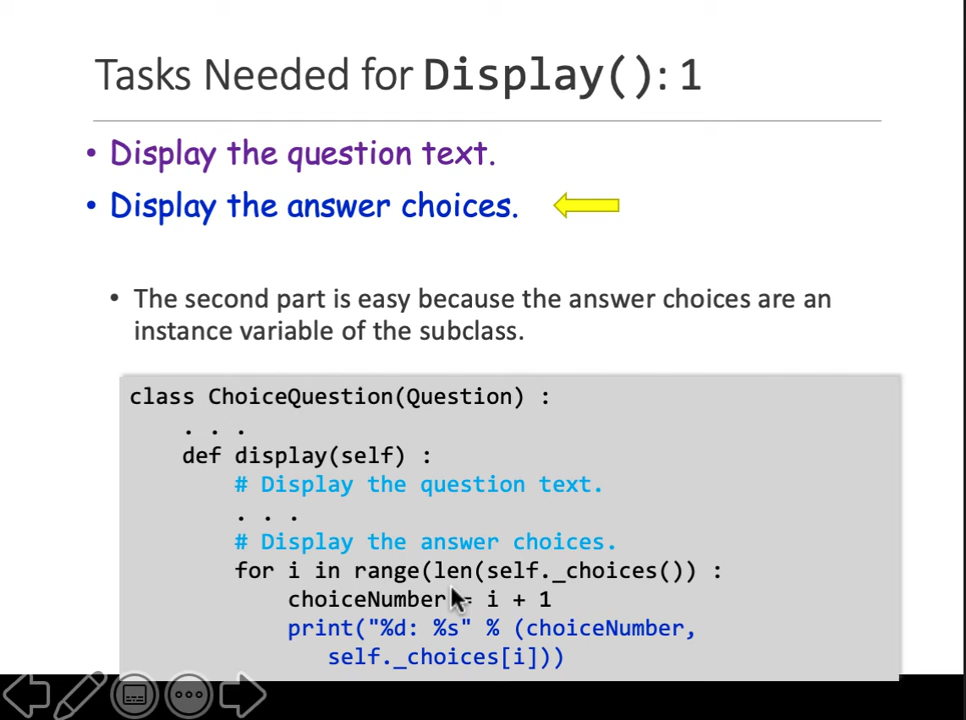 Tasks Needed for Display(): 1
• Display the question text.
• Display the answer choices.
• The second part is easy because the answer choices are an
instance variable of the subclass.
class ChoiceQuestion(Question) :
. . .
def display(self) :
# Display the question text.
. . .
# Display the answer choices.
for i in range(len(self._choices()) :
choiceNumber = i + 1
print("%d: %s" % (choiceNumber,
self._choices[i]))